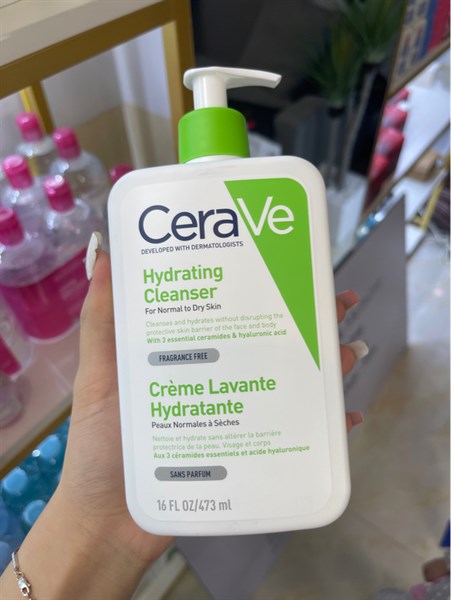 CeraVe
DEVELOPED WITH DERMATOLOGISTS
Hydrating
Cleanser
For Normal to Dry Skin
Cleanses and hydrates without disrupting the
protective skin barrier of the face and body
With 3 essential ceramides & hyaluronic acid
FRAGRANCE FREE
Crème Lavante
Hydratante
Peaux Normales à Sèches
Nettoie et hydrate sans altérer la barrière
protectrice de la peau. Visage et corps.
Aux 3 céramides essentiels et acide hyaluronique
SANS PARFUM
16 FL OZ/473 ml